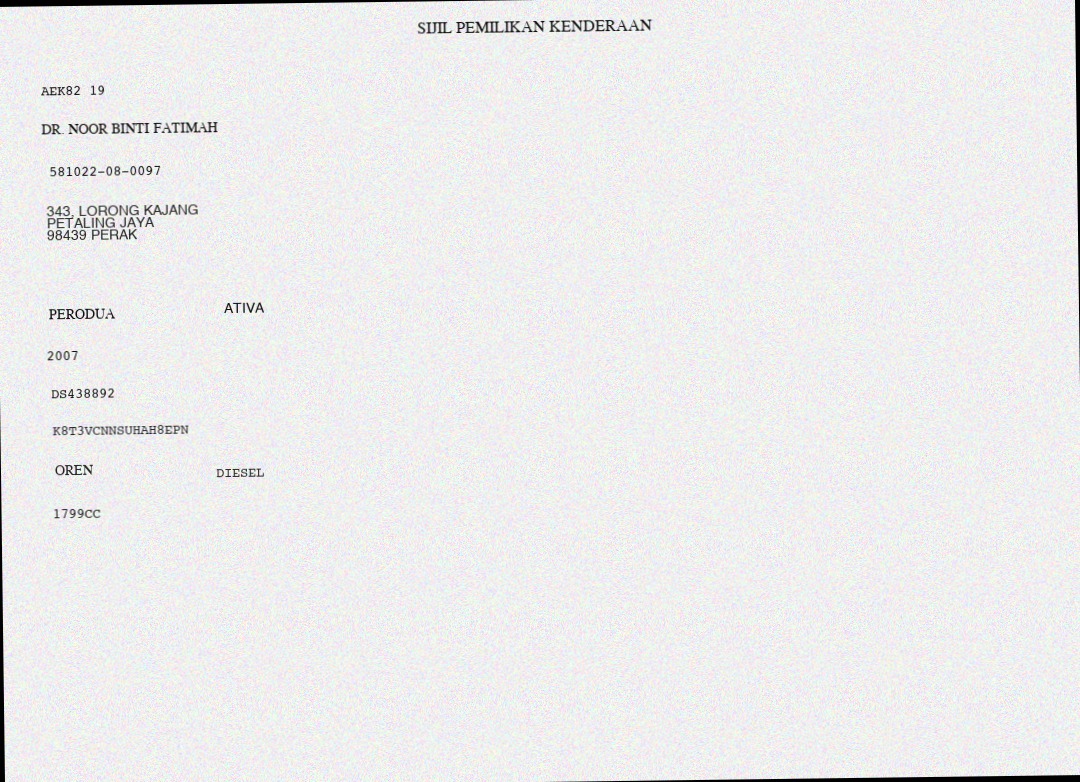 SIJIL PEMILIKAN KENDERAAN
AEK82 19
DR. NOOR BINTI FATIMAH
581022-08-0097
343, LORONG KAJANG
PETALING JAYA
98439 PERAK
PERODUA ATIVA
2007
DS438892
K8T3VCNNSUHAH8EPN
OREN DIESEL
1799CC